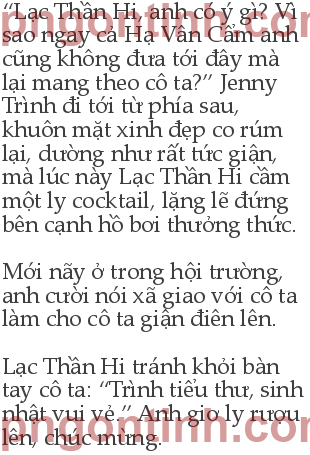 “Lạc Thần Hi, anh có ý gì? Vì
sao ngay cả Hạ Vân Cẩm anh
cũng không đưa tới đây mà
lại mang theo cô ta?” Jenny
Trình đi tới từ phía sau,
khuôn mặt xinh đẹp co rúm
lại, dường như rất tức giận,
mà lúc này Lạc Thần Hi cầm
một ly cocktail, lặng lẽ đứng
bên cạnh hồ bơi thưởng thức.
Mới nãy ở trong hội trường,
anh cười nói xã giao với cô ta
làm cho cô ta giận điên lên.
Lạc Thần Hi tránh khỏi bàn
tay cô ta: “Trình tiểu thư, sinh
nhật vui vẻ.” Anh giơ ly rượu
lên, chúc mừng.
pngontinh.com
pngontinh.com